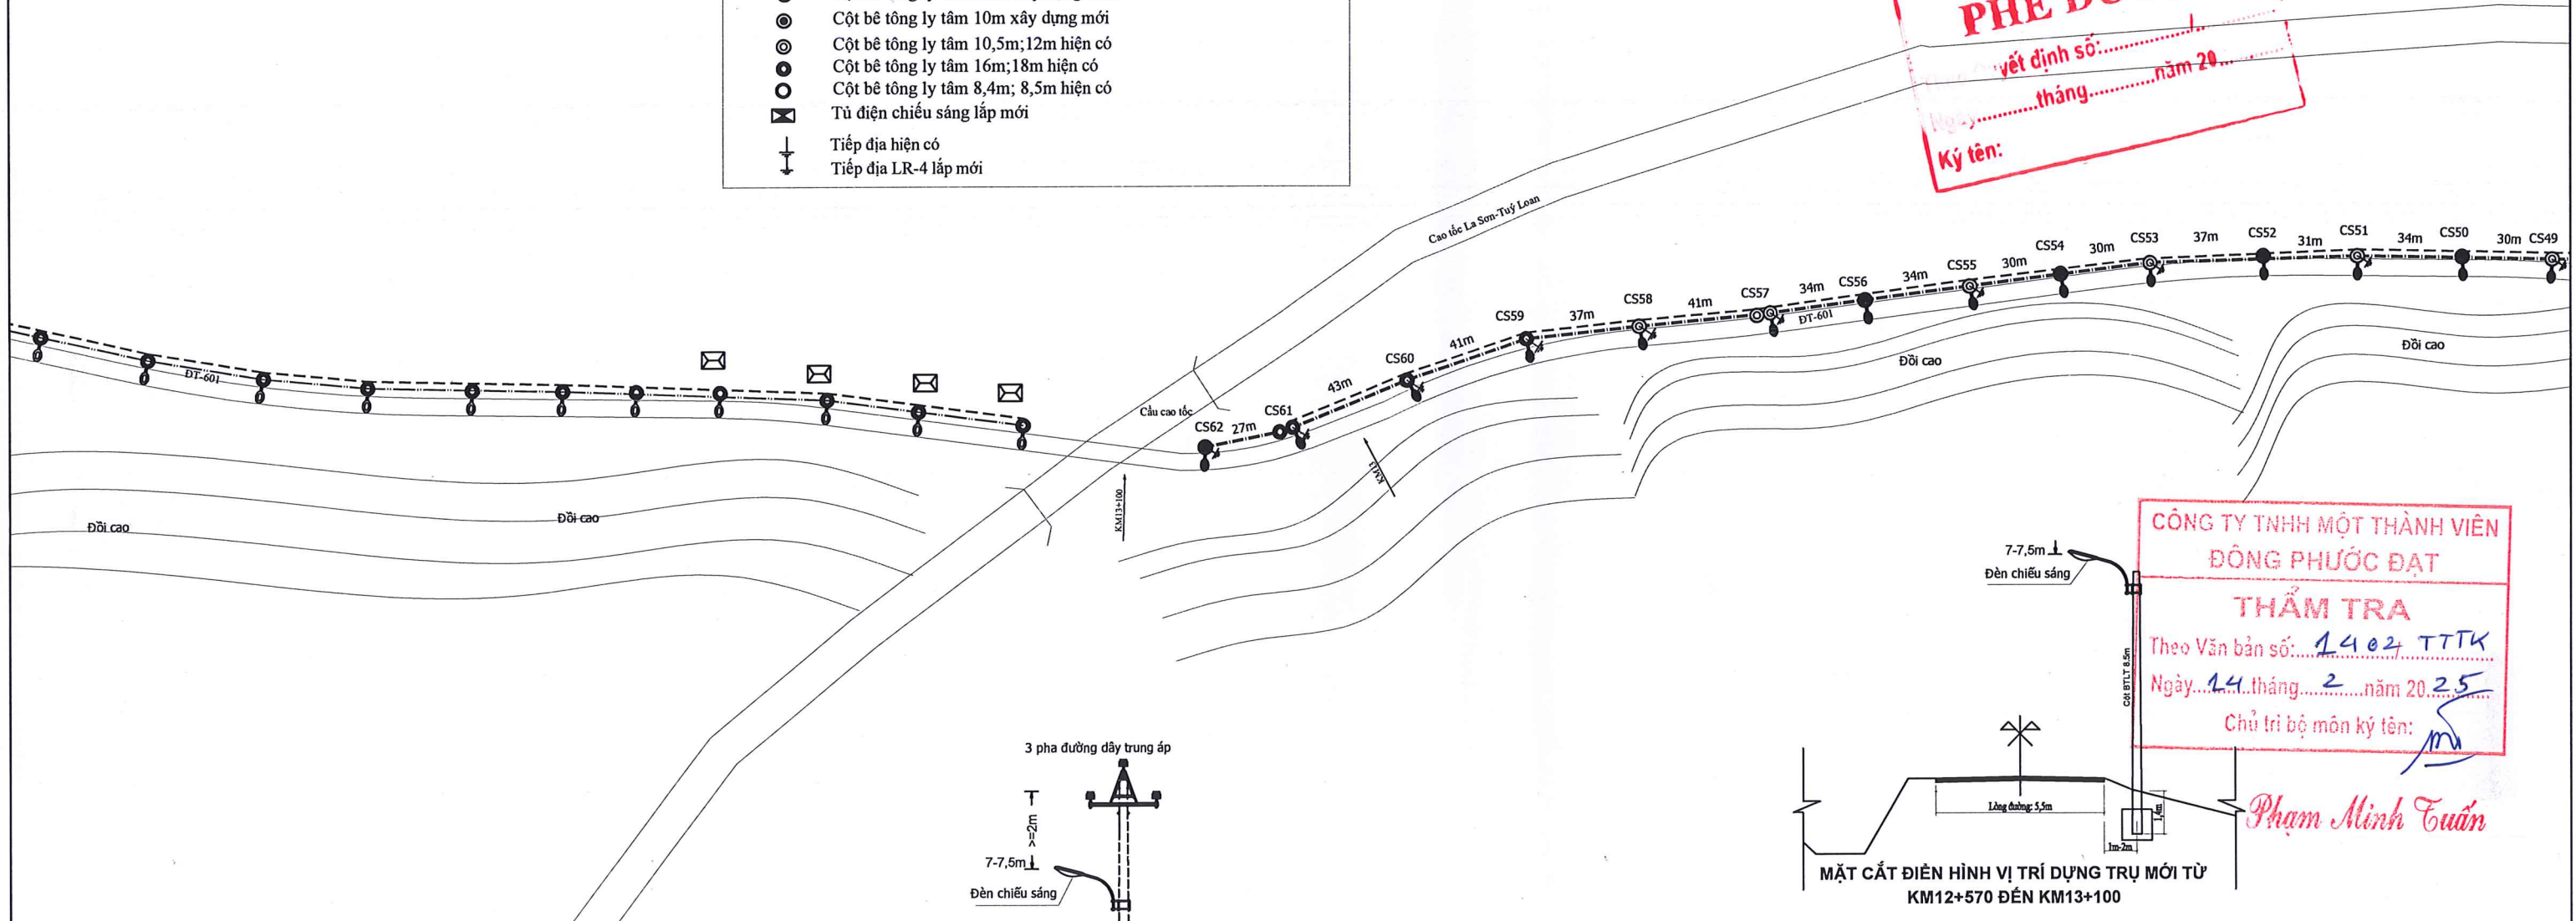 Cột bê tông ly tâm 10m xây dựng mới
Cột bê tông ly tâm 10,5m;12m hiện có
Cột bê tông ly tâm 16m;18m hiện có
Cột bê tông ly tâm 8,4m; 8,5m hiện có
Tủ điện chiếu sáng lắp mới
Tiếp địa hiện có
Tiếp địa LR-4 lắp mới
PHÊ
yết định số:
Ngày tháng năm 20
Ký tên:
Cao tốc La Sơn-Tuý Loan
CS62 27m CS61 43m CS60 41m CS59 37m CS58 41m CS57 34m CS56 34m CS55 30m CS54 30m CS53 37m CS52 31m CS51 34m CS50 30m CS49
ĐT-601
ĐT-601
Cầu cao tốc
Đồi cao
Đồi cao
Đồi cao
Đồi cao
KM13+100
KM13
CÔNG TY TNHH MỘT THÀNH VIÊN
ĐÔNG PHƯỚC ĐẠT
THẨM TRA
Theo Văn bản số: 1402/ TTTK
Ngày 14 tháng 2 năm 20 25
Chủ trì bộ môn ký tên:
Phạm Minh Tuấn
7-7,5m
Đèn chiếu sáng
Cột BTLT 8,5m
Lòng đường: 5,5m
1,4m
1m-2m
MẶT CẮT ĐIỂN HÌNH VỊ TRÍ DỰNG TRỤ MỚI TỪ
KM12+570 ĐẾN KM13+100
3 pha đường dây trung áp
>=2m
7-7,5m
Đèn chiếu sáng